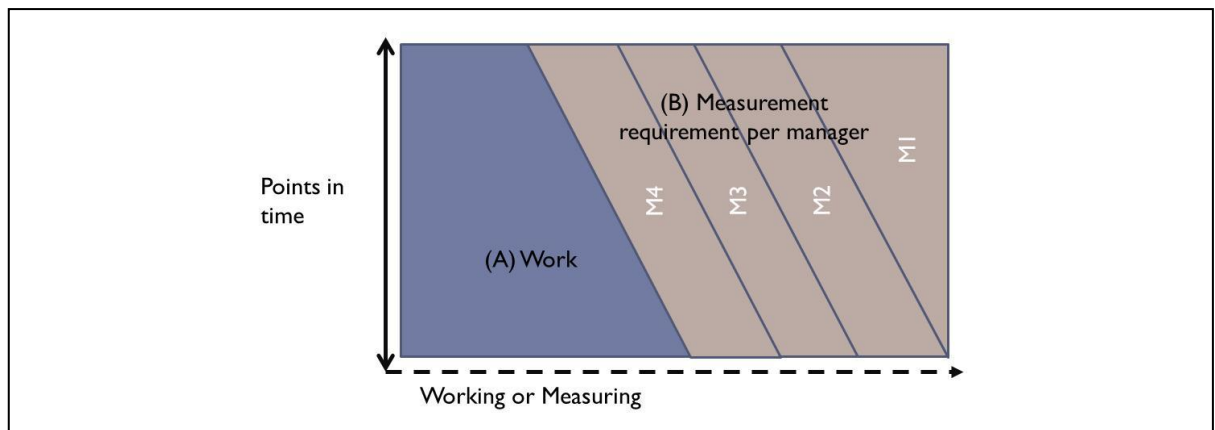 (B) Measurement
requirement per manager
M1
M2
M3
M4
Points in
time
(A) Work
Working or Measuring